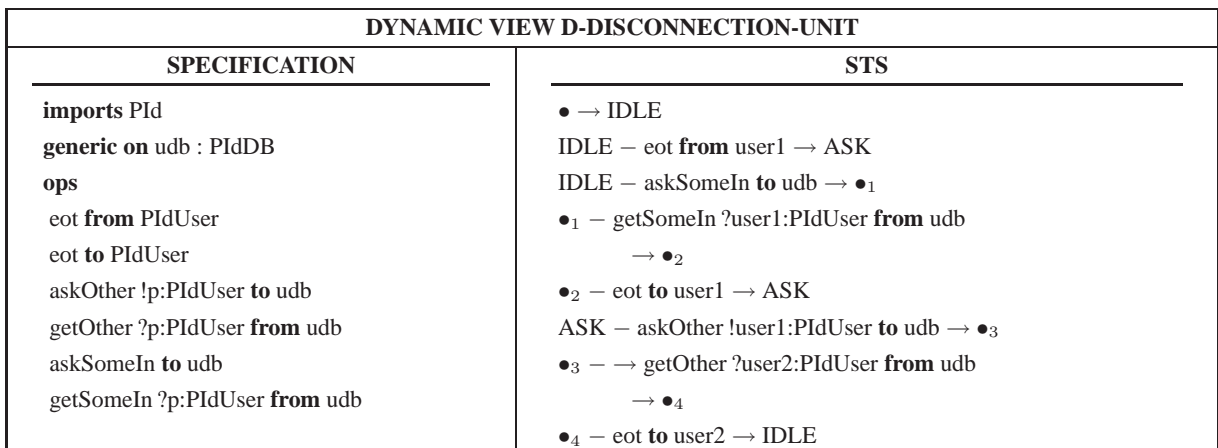 DYNAMIC VIEW D-DISCONNECTION-UNIT
SPECIFICATION
imports PId
generic on udb : PIdDB
ops
eot from PIdUser
eot to PIdUser
askOther !p:PIdUser to udb
getOther ?p:PIdUser from udb
askSomeIn to udb
getSomeIn ?p:PIdUser from udb
STS
● → IDLE
IDLE − eot from user1 → ASK
IDLE − askSomeIn to udb → ●₁
●₁ − getSomeIn ?user1:PIdUser from udb
→ ●₂
●₂ − eot to user1 → ASK
ASK − askOther !user1:PIdUser to udb → ●₃
●₃ − → getOther ?user2:PIdUser from udb
→ ●₄
●₄ − eot to user2 → IDLE